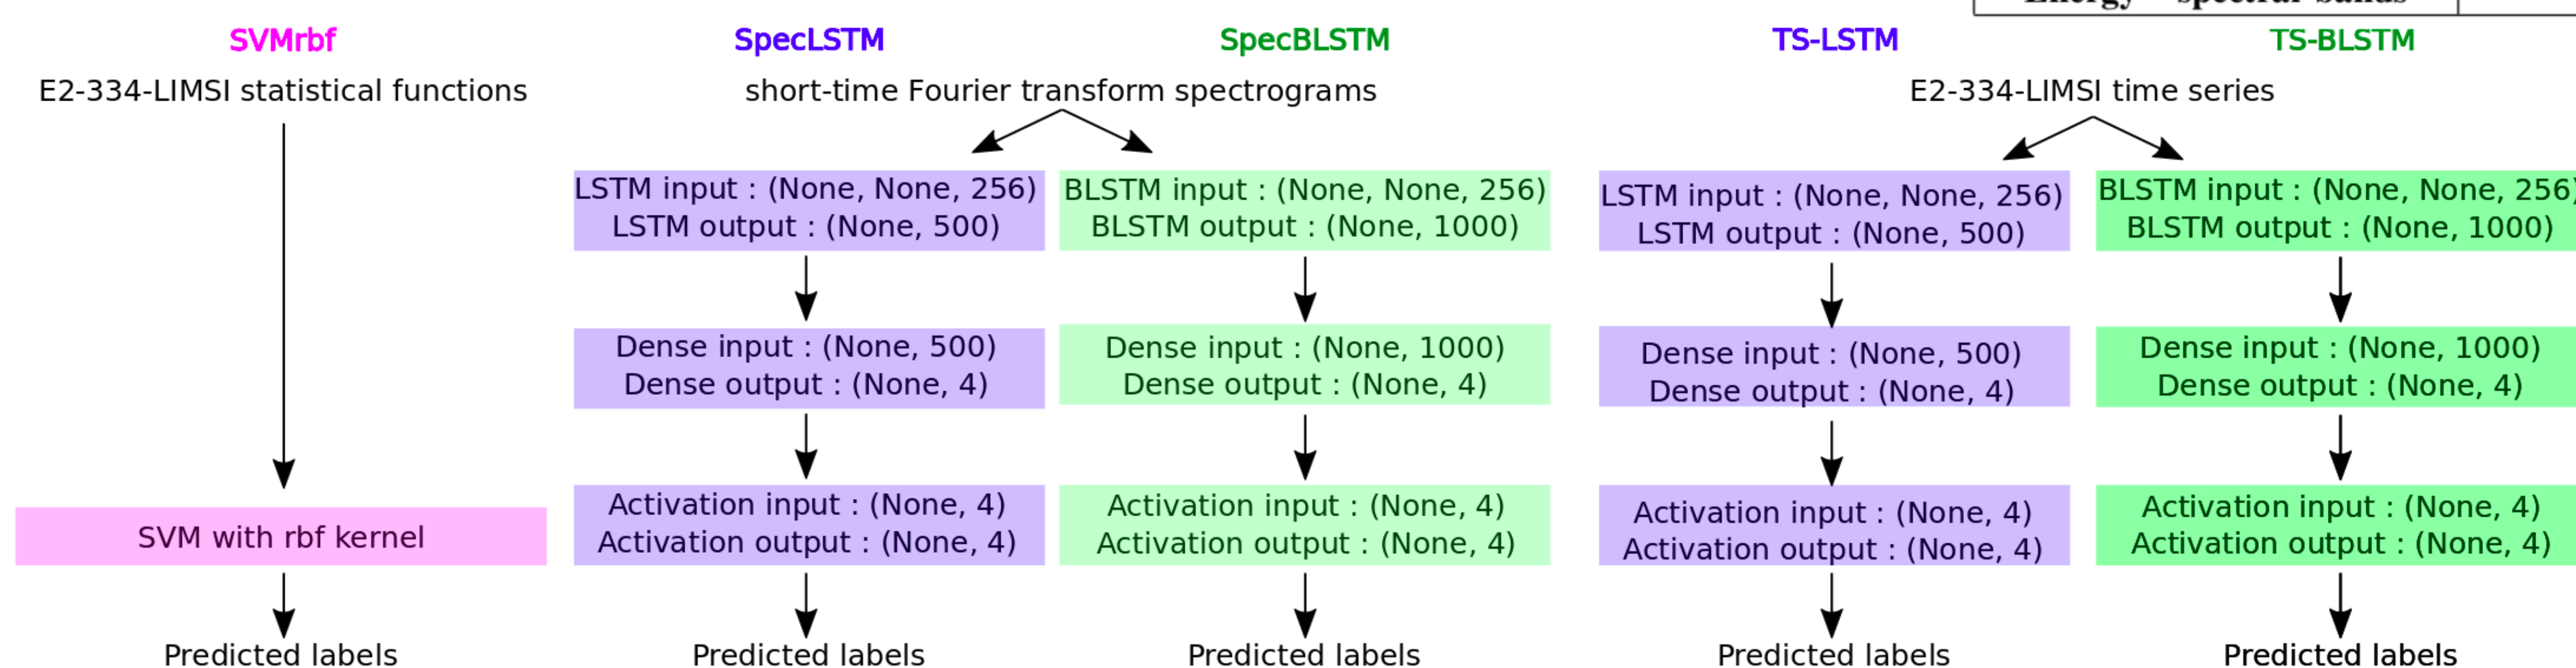 Energy spectral bands
SVMrbf
SpecLSTM
SpecBLSTM
TS-LSTM
TS-BLSTM
E2-334-LIMSI statistical functions
short-time Fourier transform spectrograms
E2-334-LIMSI time series
SVM with rbf kernel
Predicted labels
LSTM input : (None, None, 256)
LSTM output : (None, 500)
Dense input : (None, 500)
Dense output : (None, 4)
Activation input : (None, 4)
Activation output : (None, 4)
Predicted labels
BLSTM input : (None, None, 256)
BLSTM output : (None, 1000)
Dense input : (None, 1000)
Dense output : (None, 4)
Activation input : (None, 4)
Activation output : (None, 4)
Predicted labels
LSTM input : (None, None, 256)
LSTM output : (None, 500)
Dense input : (None, 500)
Dense output : (None, 4)
Activation input : (None, 4)
Activation output : (None, 4)
Predicted labels
BLSTM input : (None, None, 256)
BLSTM output : (None, 1000)
Dense input : (None, 1000)
Dense output : (None, 4)
Activation input : (None, 4)
Activation output : (None, 4)
Predicted labels